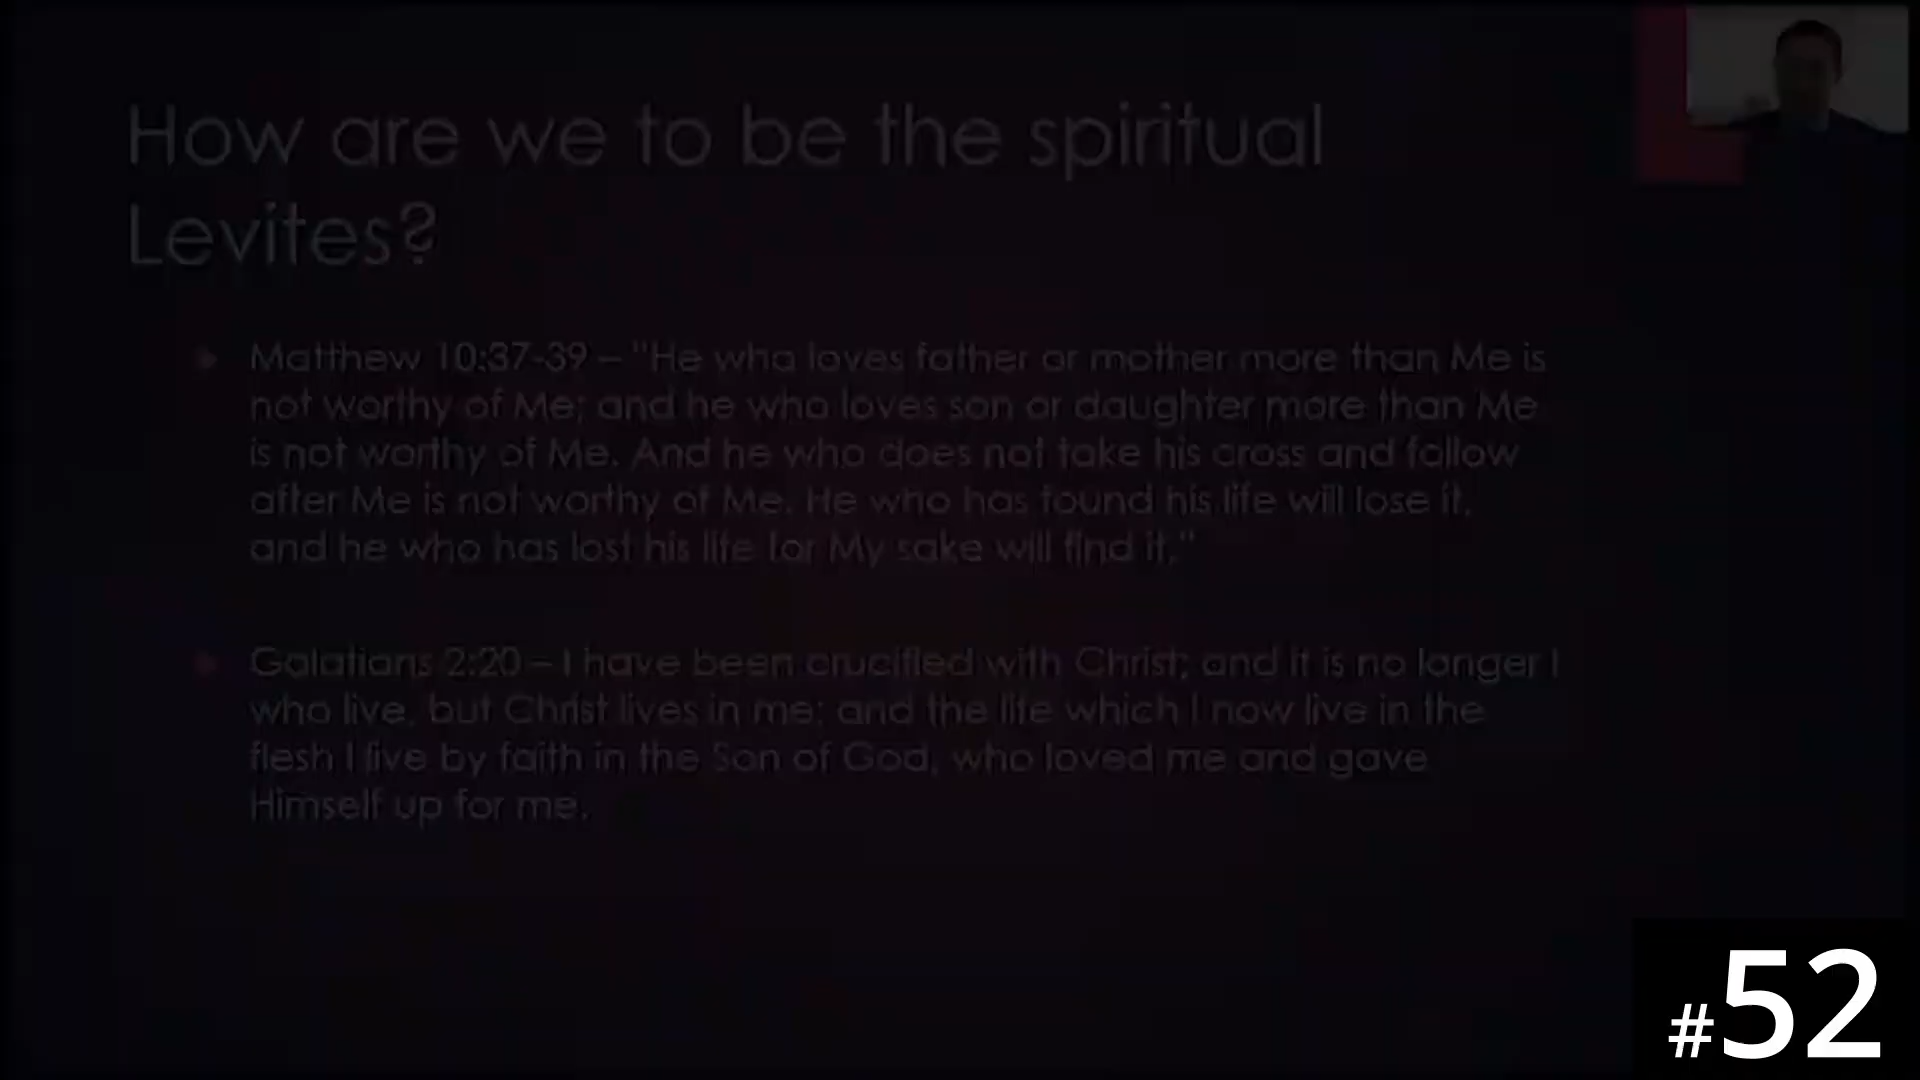 How are we to be the spiritual
Levites?
Matthew 10:37-39 – "He who loves father or mother more than Me is
not worthy of Me; and he who loves son or daughter more than Me
is not worthy of Me. And he who does not take his cross and follow
after Me is not worthy of Me. He who has found his life will lose it,
and he who has lost his life for My sake will find it."
Galatians 2:20 – I have been crucified with Christ; and it is no longer I
who live, but Christ lives in me; and the life which I now live in the
flesh I live by faith in the Son of God, who loved me and gave
Himself up for me.
#52